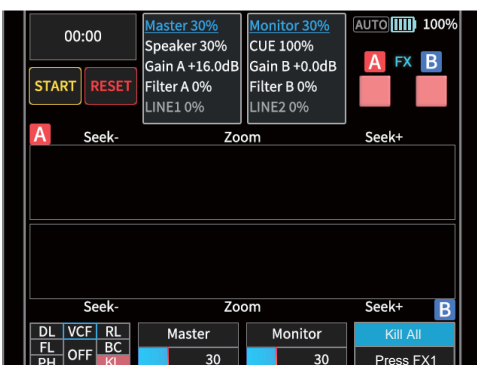 00:00
START RESET
Master 30%
Speaker 30%
Gain A +16.0dB
Filter A 0%
LINE1 0%
Monitor 30%
CUE 100%
Gain B +0.0dB
Filter B 0%
LINE2 0%
AUTO 100%
A FX B
A
Seek- Zoom Seek+
Seek- Zoom Seek+
B
DL VCF RL
FL OFF BC
PH KL
Master
30
Monitor
30
Kill All
Press FX1